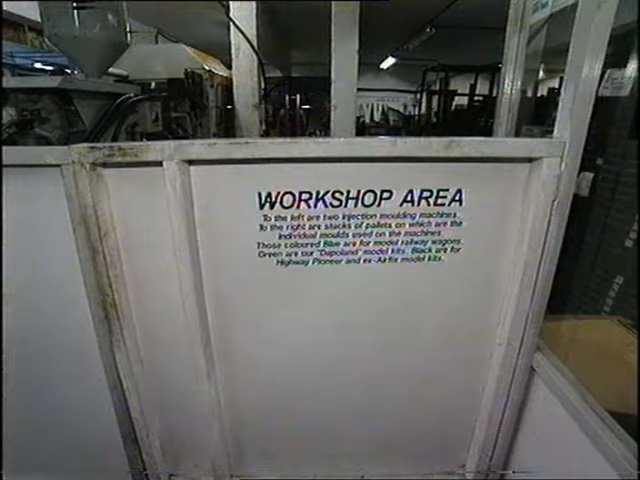 WORKSHOP AREA
To the left are two injection moulding machines.
To the right are stacks of pallets on which are the
individual moulds used on the machines.
Those coloured Blue are for model railway wagons.
Green are our "Dapoland" model kits. Black are for
Highway Pioneer and ex-Airfix model kits.